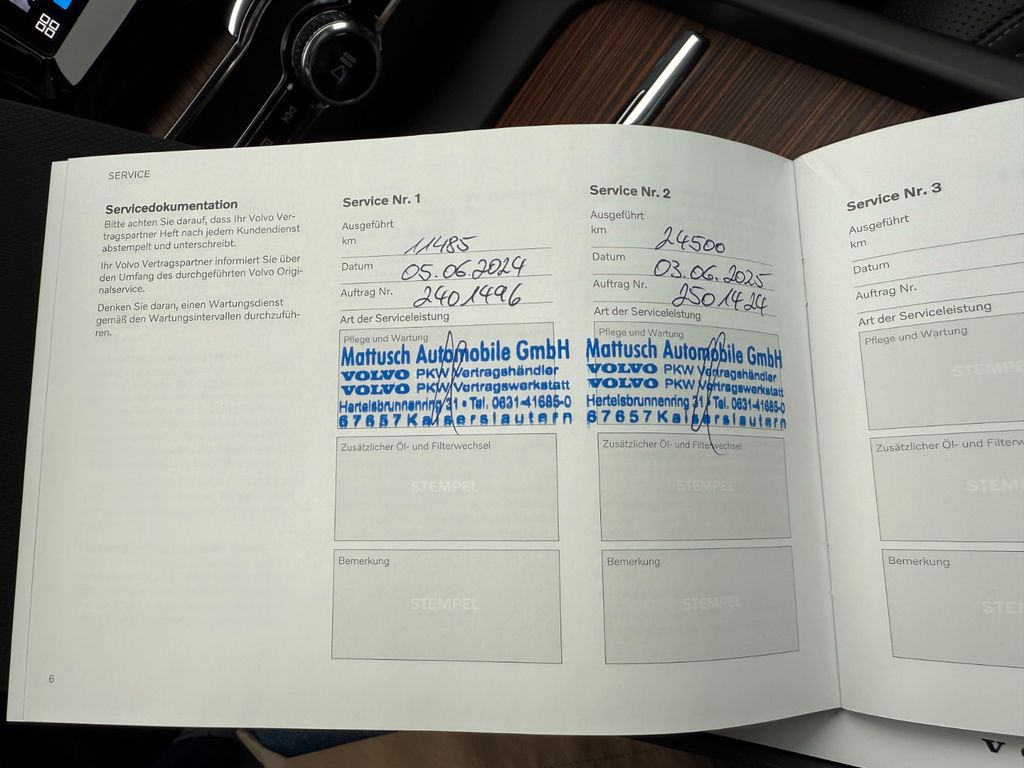 SERVICE
Servicedokumentation
Bitte achten Sie darauf, dass Ihr Volvo Ver-
tragspartner Heft nach jedem Kundendienst
abstempelt und unterschreibt.
Ihr Volvo Vertragspartner informiert Sie über
den Umfang des durchgeführten Volvo Origi-
nalservice.
Denken Sie daran, einen Wartungsdienst
gemäß den Wartungsintervallen durchzufüh-
ren.
6
Service Nr. 1
Ausgeführt
km 11485
Datum 05.06.2024
Auftrag Nr. 2401496
Art der Serviceleistung
Pflege und Wartung
Mattusch Automobile GmbH
VOLVO PKW Vertragshändler
VOLVO PKW Vertragswerkstatt
Hertelsbrunnenring 31 • Tel. 0631-41685-0
67657 Kaiserslautern
Zusätzlicher Öl- und Filterwechsel
STEMPEL
Bemerkung
STEMPEL
Service Nr. 2
Ausgeführt
km 24500
Datum 03.06.2025
Auftrag Nr. 2501424
Art der Serviceleistung
Pflege und Wartung
Mattusch Automobile GmbH
VOLVO PKW Vertragshändler
VOLVO PKW Vertragswerkstatt
Hertelsbrunnenring 31 • Tel. 0631-41685-0
67657 Kaiserslautern
Zusätzlicher Öl- und Filterwechsel
STEMPEL
Bemerkung
STEMPEL
Service Nr. 3
Ausgeführt
km
Datum
Auftrag Nr.
Art der Serviceleistung
Pflege und Wartung
STEM
Zusätzlicher Öl- und Filterwechs
STEM
Bemerkung
STE